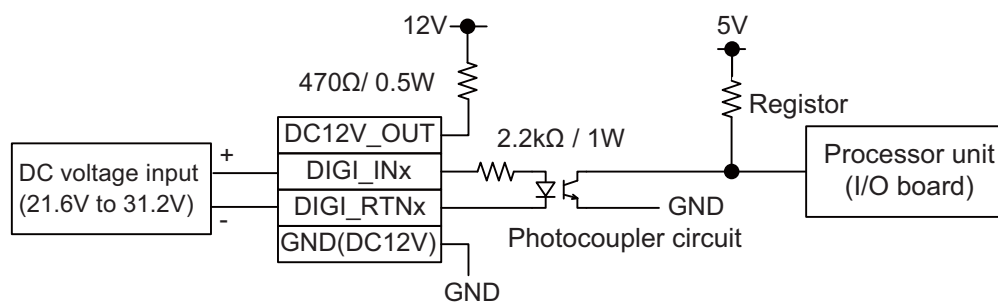 12V
5V
470Ω/ 0.5W
Registor
DC12V_OUT
2.2kΩ / 1W
+
DC voltage input
(21.6V to 31.2V)
-
DIGI_INx
DIGI_RTNx
GND(DC12V)
GND
Photocoupler circuit
GND
Processor unit
(I/O board)